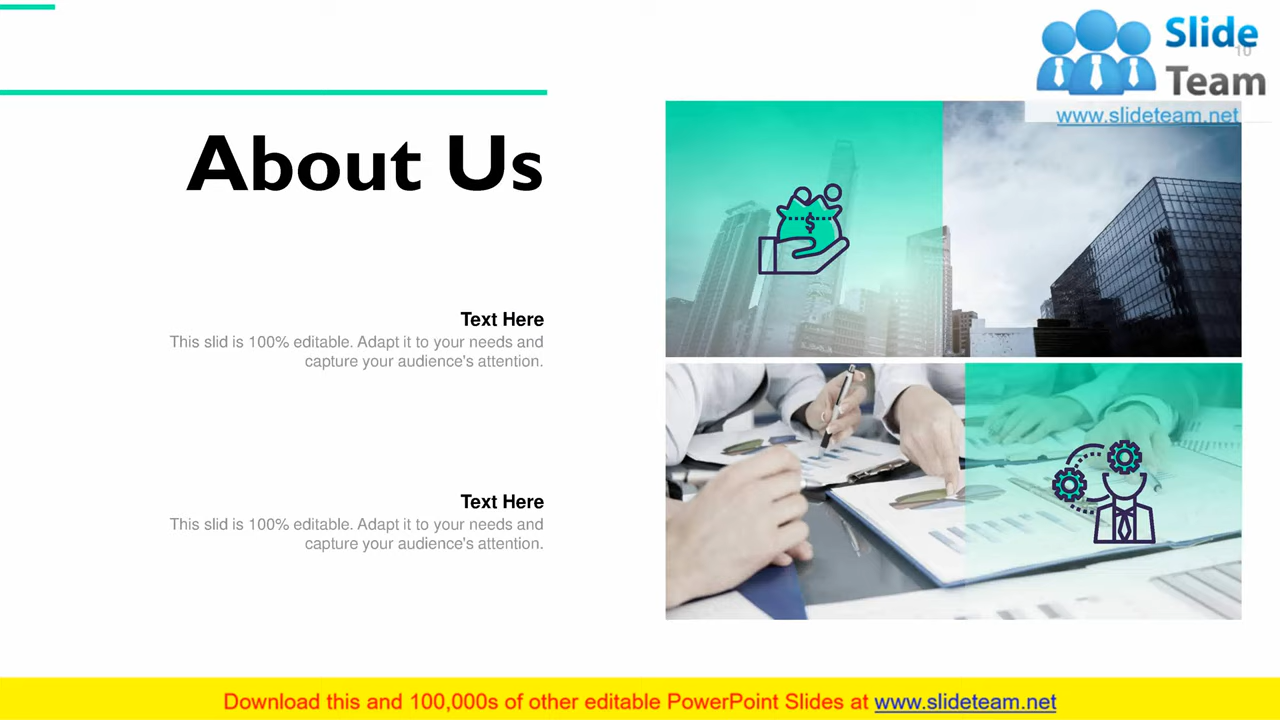 Slide
10
Team
www.slideteam.net
About Us
$
Text Here
This slid is 100% editable. Adapt it to your needs and
capture your audience's attention.
Text Here
This slid is 100% editable. Adapt it to your needs and
capture your audience's attention.
Download this and 100,000s of other editable PowerPoint Slides at www.slideteam.net